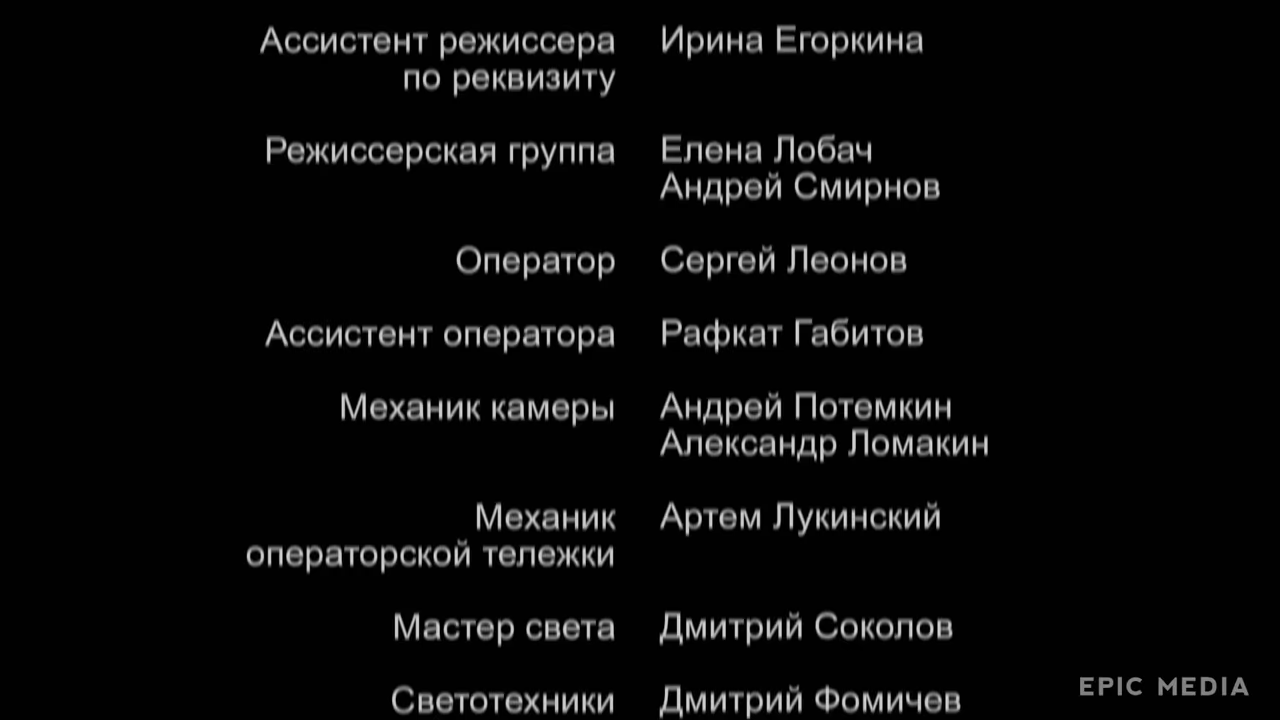 Ассистент режиссера Ирина Егоркина
по реквизиту
Режиссерская группа Елена Лобач
Андрей Смирнов
Оператор Сергей Леонов
Ассистент оператора Рафкат Габитов
Механик камеры Андрей Потемкин
Александр Ломакин
Механик Артем Лукинский
операторской тележки
Мастер света Дмитрий Соколов
Светотехники Дмитрий Фомичев
EPIC MEDIA